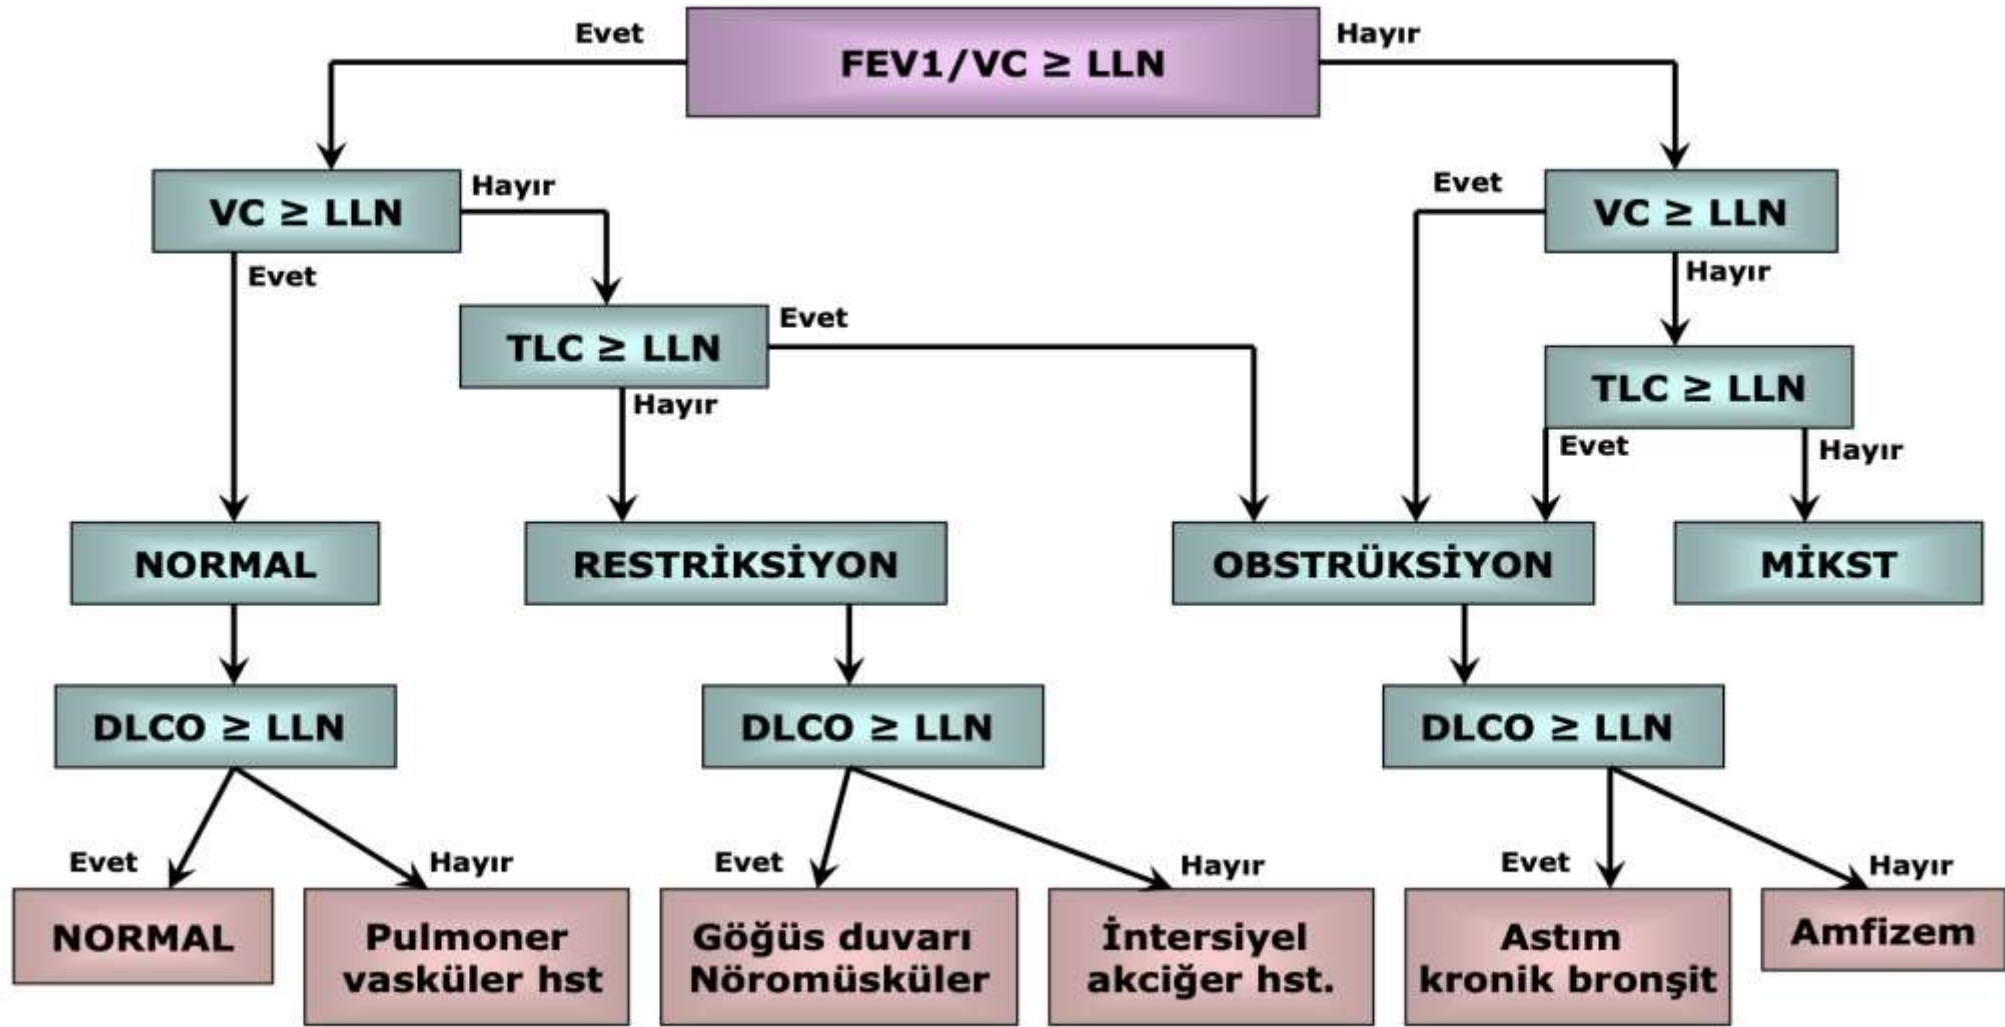 Evet
FEV1/VC ≥ LLN
Hayır
VC ≥ LLN
Hayır
Evet
VC ≥ LLN
Evet
Hayır
TLC ≥ LLN
Evet
Hayır
TLC ≥ LLN
Evet
Hayır
NORMAL
RESTRİKSİYON
OBSTRÜKSİYON
MİKST
DLCO ≥ LLN
DLCO ≥ LLN
DLCO ≥ LLN
Evet
Hayır
Evet
Hayır
Evet
Hayır
NORMAL
Pulmoner
vasküler hst
Göğüs duvarı
Nöromüsküler
İntersiyel
akciğer hst.
Astım
kronik bronşit
Amfizem